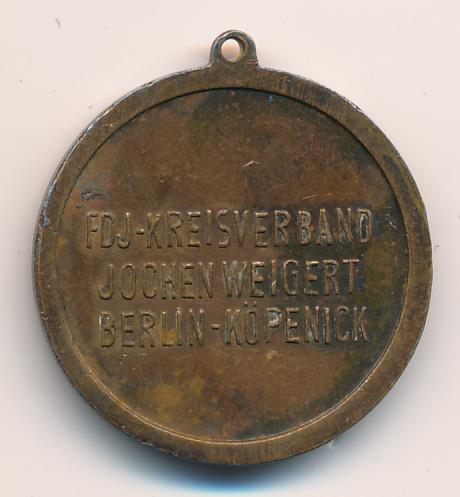 FDJ-KREISVERBAND
JOCHEN WEIGERT
BERLIN-KÖPENICK